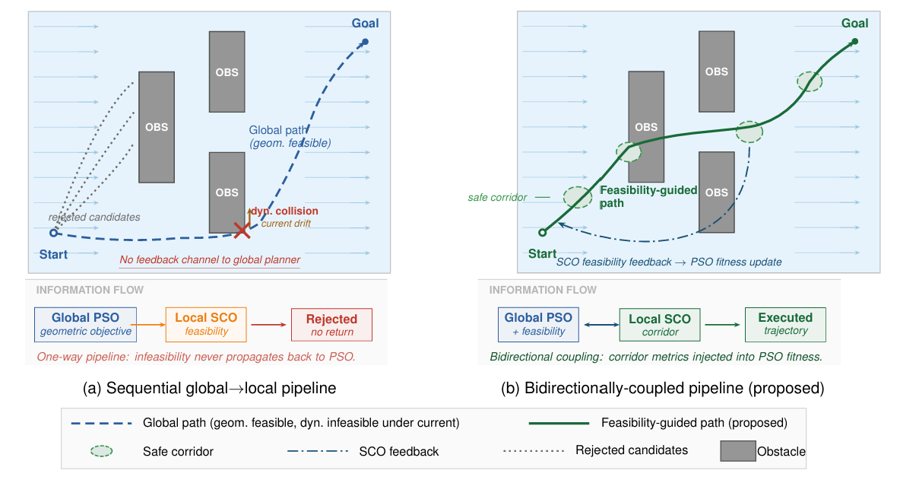 Goal
OBS
OBS
OBS
Global path
(geom. feasible)
rejected candidates
dyn. collision
current drift
Start
No feedback channel to global planner
INFORMATION FLOW
Global PSO
geometric objective
Local SCO
feasibility
Rejected
no return
One-way pipeline: infeasibility never propagates back to PSO.
(a) Sequential global→local pipeline
Goal
OBS
OBS
OBS
safe corridor
Feasibility-guided
path
Start
SCO feasibility feedback → PSO fitness update
INFORMATION FLOW
Global PSO
+ feasibility
Local SCO
corridor
Executed
trajectory
Bidirectional coupling: corridor metrics injected into PSO fitness.
(b) Bidirectionally-coupled pipeline (proposed)
Global path (geom. feasible, dyn. infeasible under current)
Feasibility-guided path (proposed)
Safe corridor
SCO feedback
Rejected candidates
Obstacle